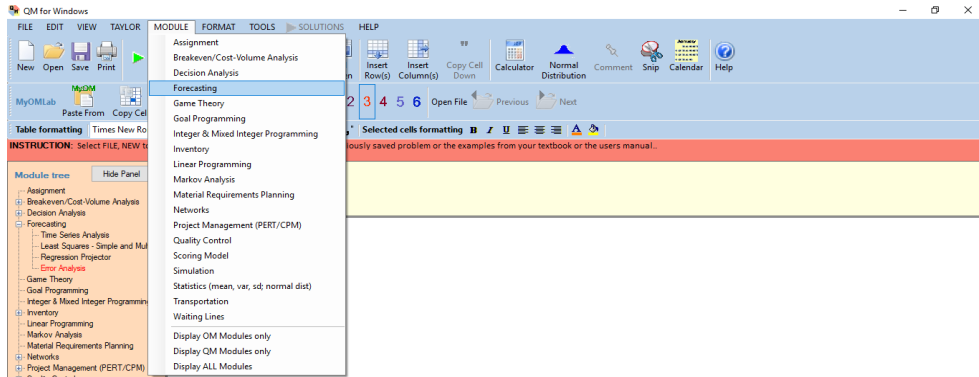 QM for Windows
FILE EDIT VIEW TAYLOR MODULE FORMAT TOOLS SOLUTIONS HELP
New Open Save Print
Insert Row(s) Insert Column(s) Copy Cell Down Calculator Normal Distribution Comment Snip Calendar Help
MyOMLab MyOM Paste From Copy Cel
2 3 4 5 6 Open File Previous Next
Table formatting Times New Ro
Selected cells formatting B I U A
INSTRUCTION: Select FILE, NEW to
iously saved problem or the examples from your textbook or the users manual..
Module tree Hide Panel
Assignment
Breakeven/Cost-Volume Analysis
Decision Analysis
Forecasting
Time Series Analysis
Least Squares - Simple and Mul
Regression Projector
Error Analysis
Game Theory
Goal Programming
Integer & Mixed Integer Programmin
Inventory
Linear Programming
Markov Analysis
Material Requirements Planning
Networks
Project Management (PERT/CPM)
Assignment
Breakeven/Cost-Volume Analysis
Decision Analysis
Forecasting
Game Theory
Goal Programming
Integer & Mixed Integer Programming
Inventory
Linear Programming
Markov Analysis
Material Requirements Planning
Networks
Project Management (PERT/CPM)
Quality Control
Scoring Model
Simulation
Statistics (mean, var, sd; normal dist)
Transportation
Waiting Lines
Display OM Modules only
Display QM Modules only
Display ALL Modules